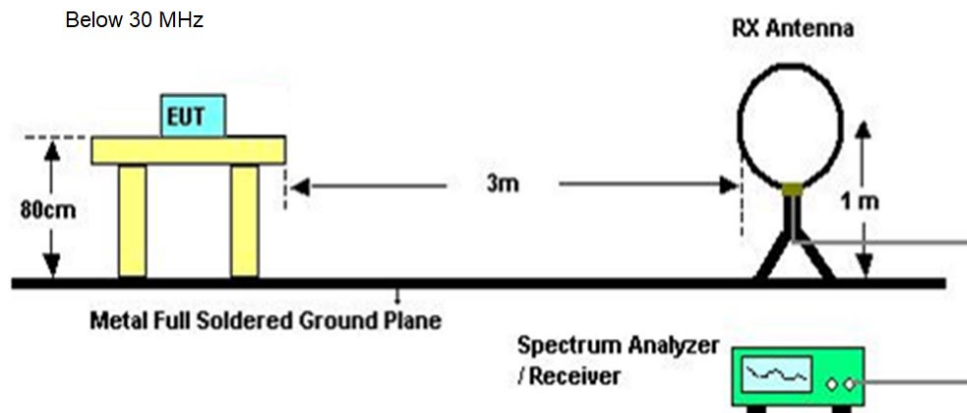 Below 30 MHz
RX Antenna
EUT
80cm
3m
1 m
Metal Full Soldered Ground Plane
Spectrum Analyzer
/ Receiver